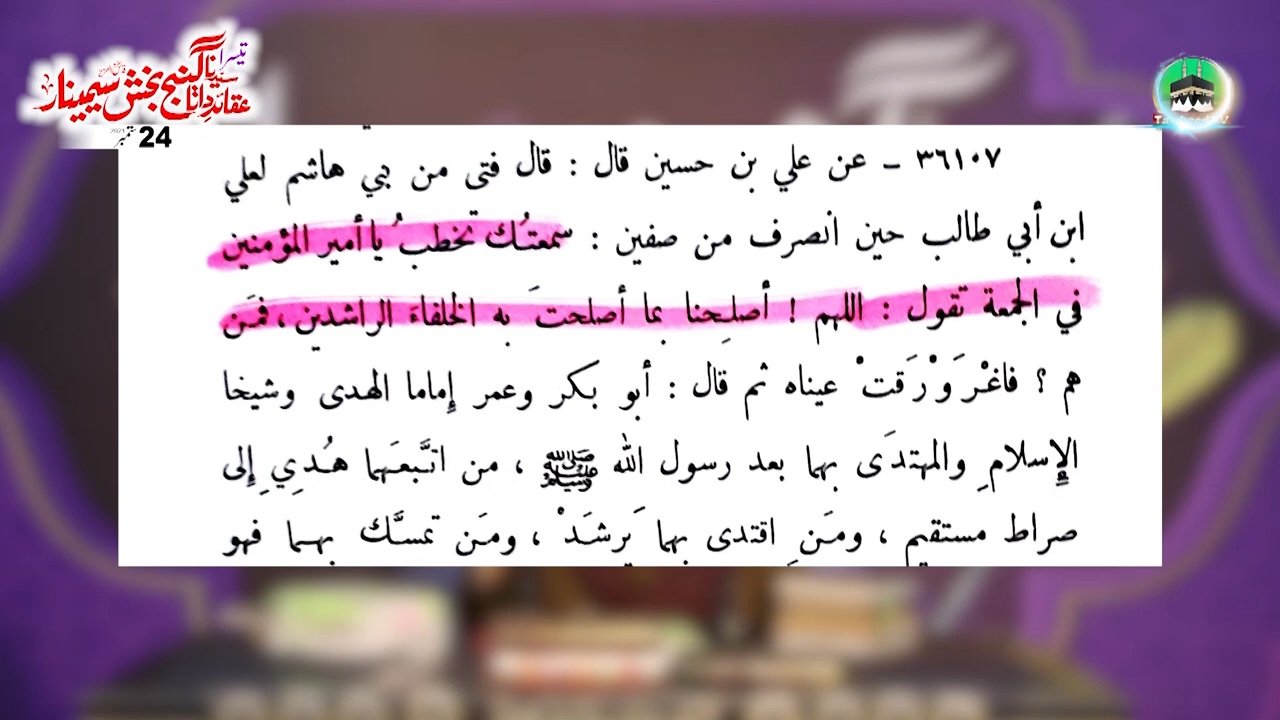 تیسرا
عقائدِ داتا گنج بخش سیمینار
24 ستمبر 2021
٣٦١٠٧ ـ عن علي بن حسين قال : قال فتى من بني هاشم لعلي
ابن أبي طالب حين انصرف من صفين : سمعتُك تخطبُ يا أمير المؤمنين
في الجمعة تقول : اللهم ! أصلِحنا بما أصلحتَ به الخلفاءَ الراشدين ، فمَن
هم ؟ فاغْرَوْرَقتْ عيناه ثم قال : أبو بكر وعمر إماما الهدى وشيخا
الإسلامِ والمهتدَى بهما بعد رسول الله ﷺ ، من اتَّبعَهما هُدِي إِلى
صراط مستقيمٍ ، ومَنِ اقتدى بهما يَرشَدْ ، ومَن تمسَّك بهما فهو